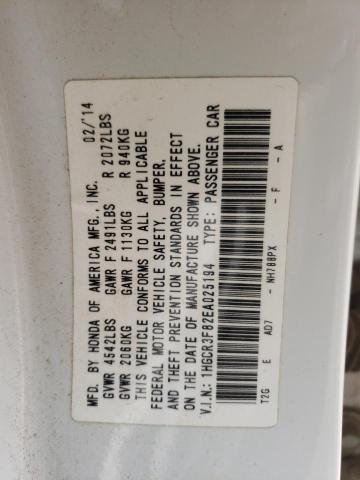 MFD. BY HONDA OF AMERICA MFG., INC. 02/'14
GVWR 4542LBS GAWR F 2491LBS R 2072LBS
GVWR 2060KG GAWR F 1130KG R 940KG
THIS VEHICLE CONFORMS TO ALL APPLICABLE
FEDERAL MOTOR VEHICLE SAFETY, BUMPER,
AND THEFT PREVENTION STANDARDS IN EFFECT
ON THE DATE OF MANUFACTURE SHOWN ABOVE.
V.I.N.: 1HGCR3F82EA025194 TYPE: PASSENGER CAR
T2G E AD7 - NH788PX - F - A